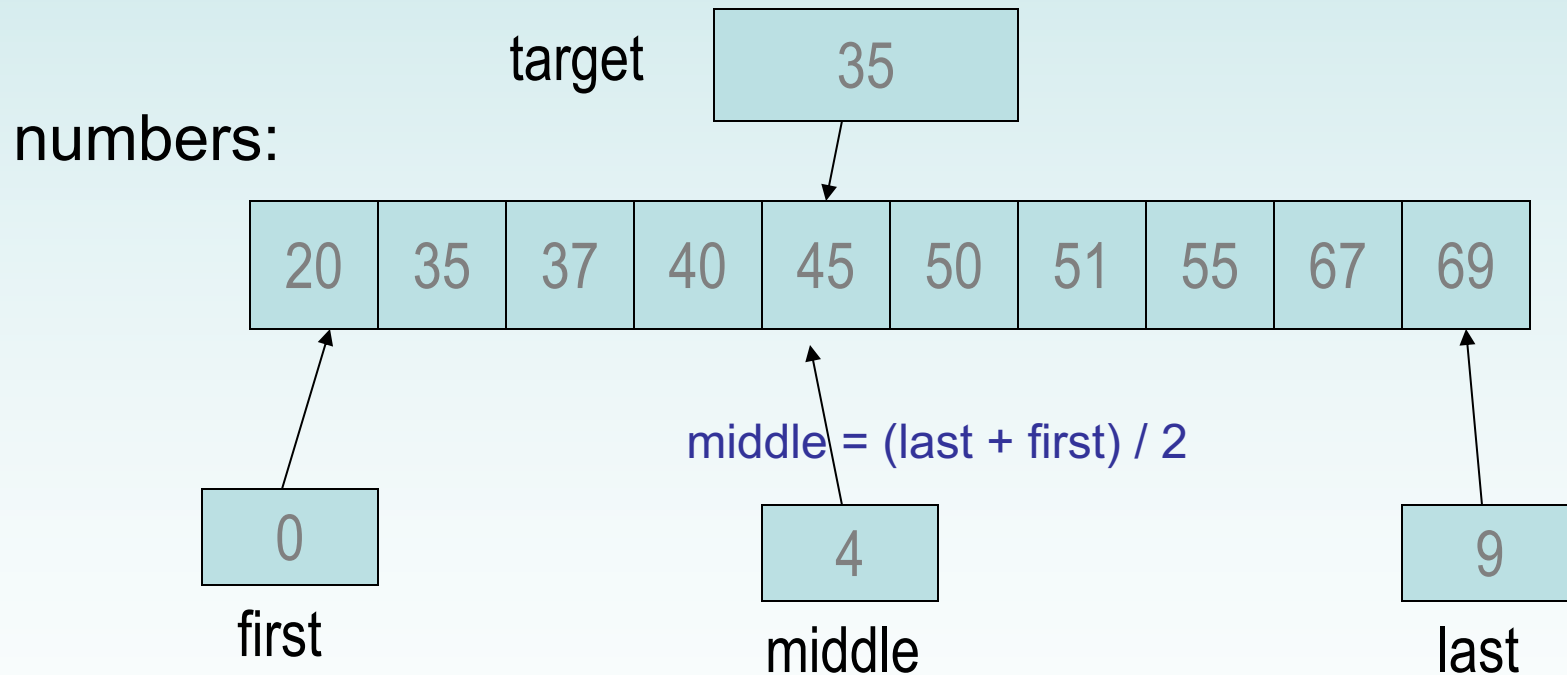 target 35
numbers:
20 35 37 40 45 50 51 55 67 69
middle = (last + first) / 2
0 4 9
first middle last